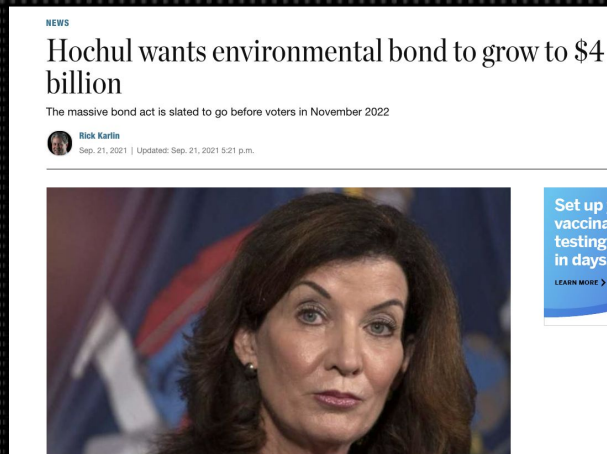 NEWS
Hochul wants environmental bond to grow to $4
billion
The massive bond act is slated to go before voters in November 2022
Rick Karlin
Sep. 21, 2021 | Updated: Sep. 21, 2021 5:21 p.m.
Set up
vaccina
testing
in days
LEARN MORE >